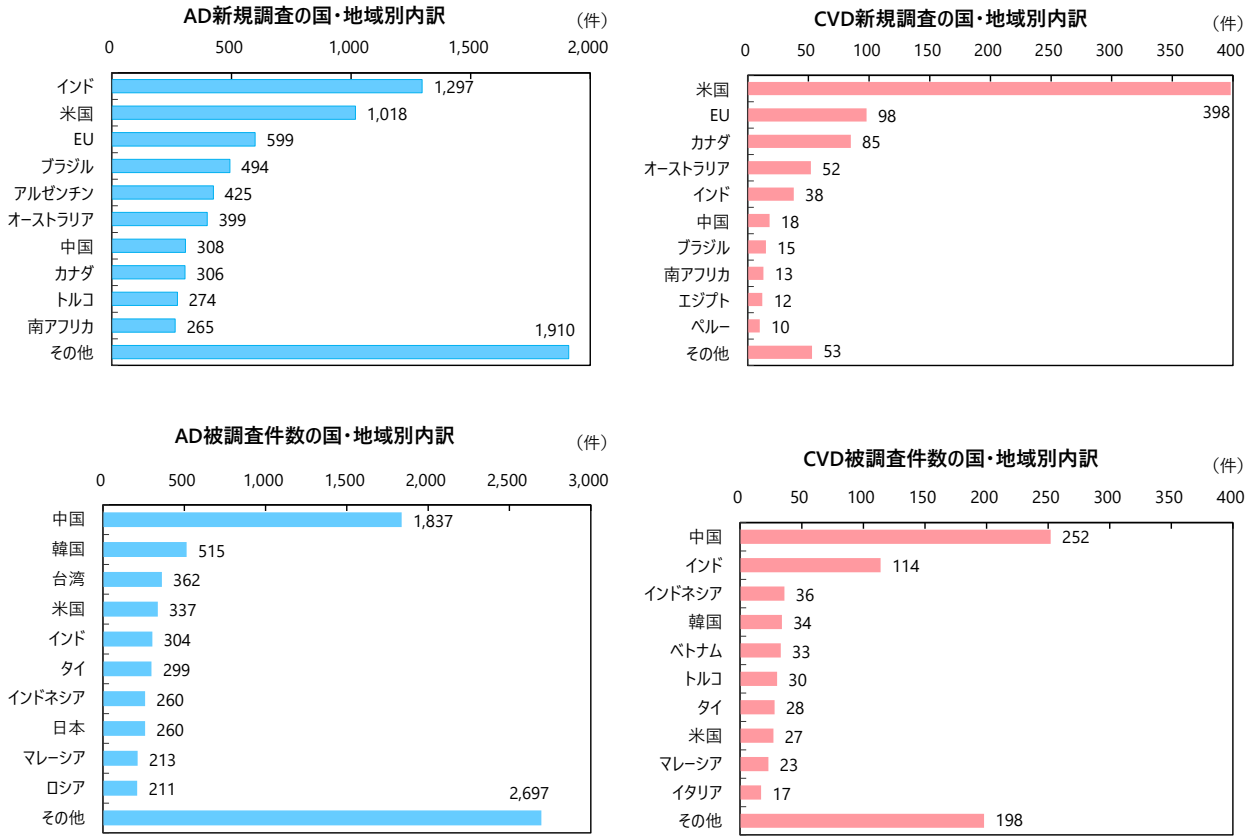 AD新規調査の国・地域別内訳
（件）
0 500 1,000 1,500 2,000
インド 1,297
米国 1,018
EU 599
ブラジル 494
アルゼンチン 425
オーストラリア 399
中国 308
カナダ 306
トルコ 274
南アフリカ 265
その他 1,910
CVD新規調査の国・地域別内訳
（件）
0 50 100 150 200 250 300 350 400
米国 398
EU 98
カナダ 85
オーストラリア 52
インド 38
中国 18
ブラジル 15
南アフリカ 13
エジプト 12
ペルー 10
その他 53
AD被調査件数の国・地域別内訳
（件）
0 500 1,000 1,500 2,000 2,500 3,000
中国 1,837
韓国 515
台湾 362
米国 337
インド 304
タイ 299
インドネシア 260
日本 260
マレーシア 213
ロシア 211
その他 2,697
CVD被調査件数の国・地域別内訳
（件）
0 50 100 150 200 250 300 350 400
中国 252
インド 114
インドネシア 36
韓国 34
ベトナム 33
トルコ 30
タイ 28
米国 27
マレーシア 23
イタリア 17
その他 198